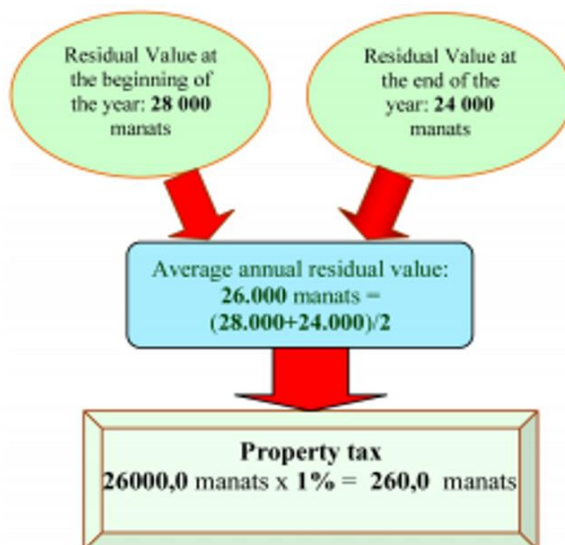 Residual Value at
the beginning of
the year: 28 000
manats
Residual Value at
the end of the
year: 24 000
manats
Average annual residual value:
26.000 manats =
(28.000+24.000)/2
Property tax
26000,0 manats x 1% = 260,0 manats